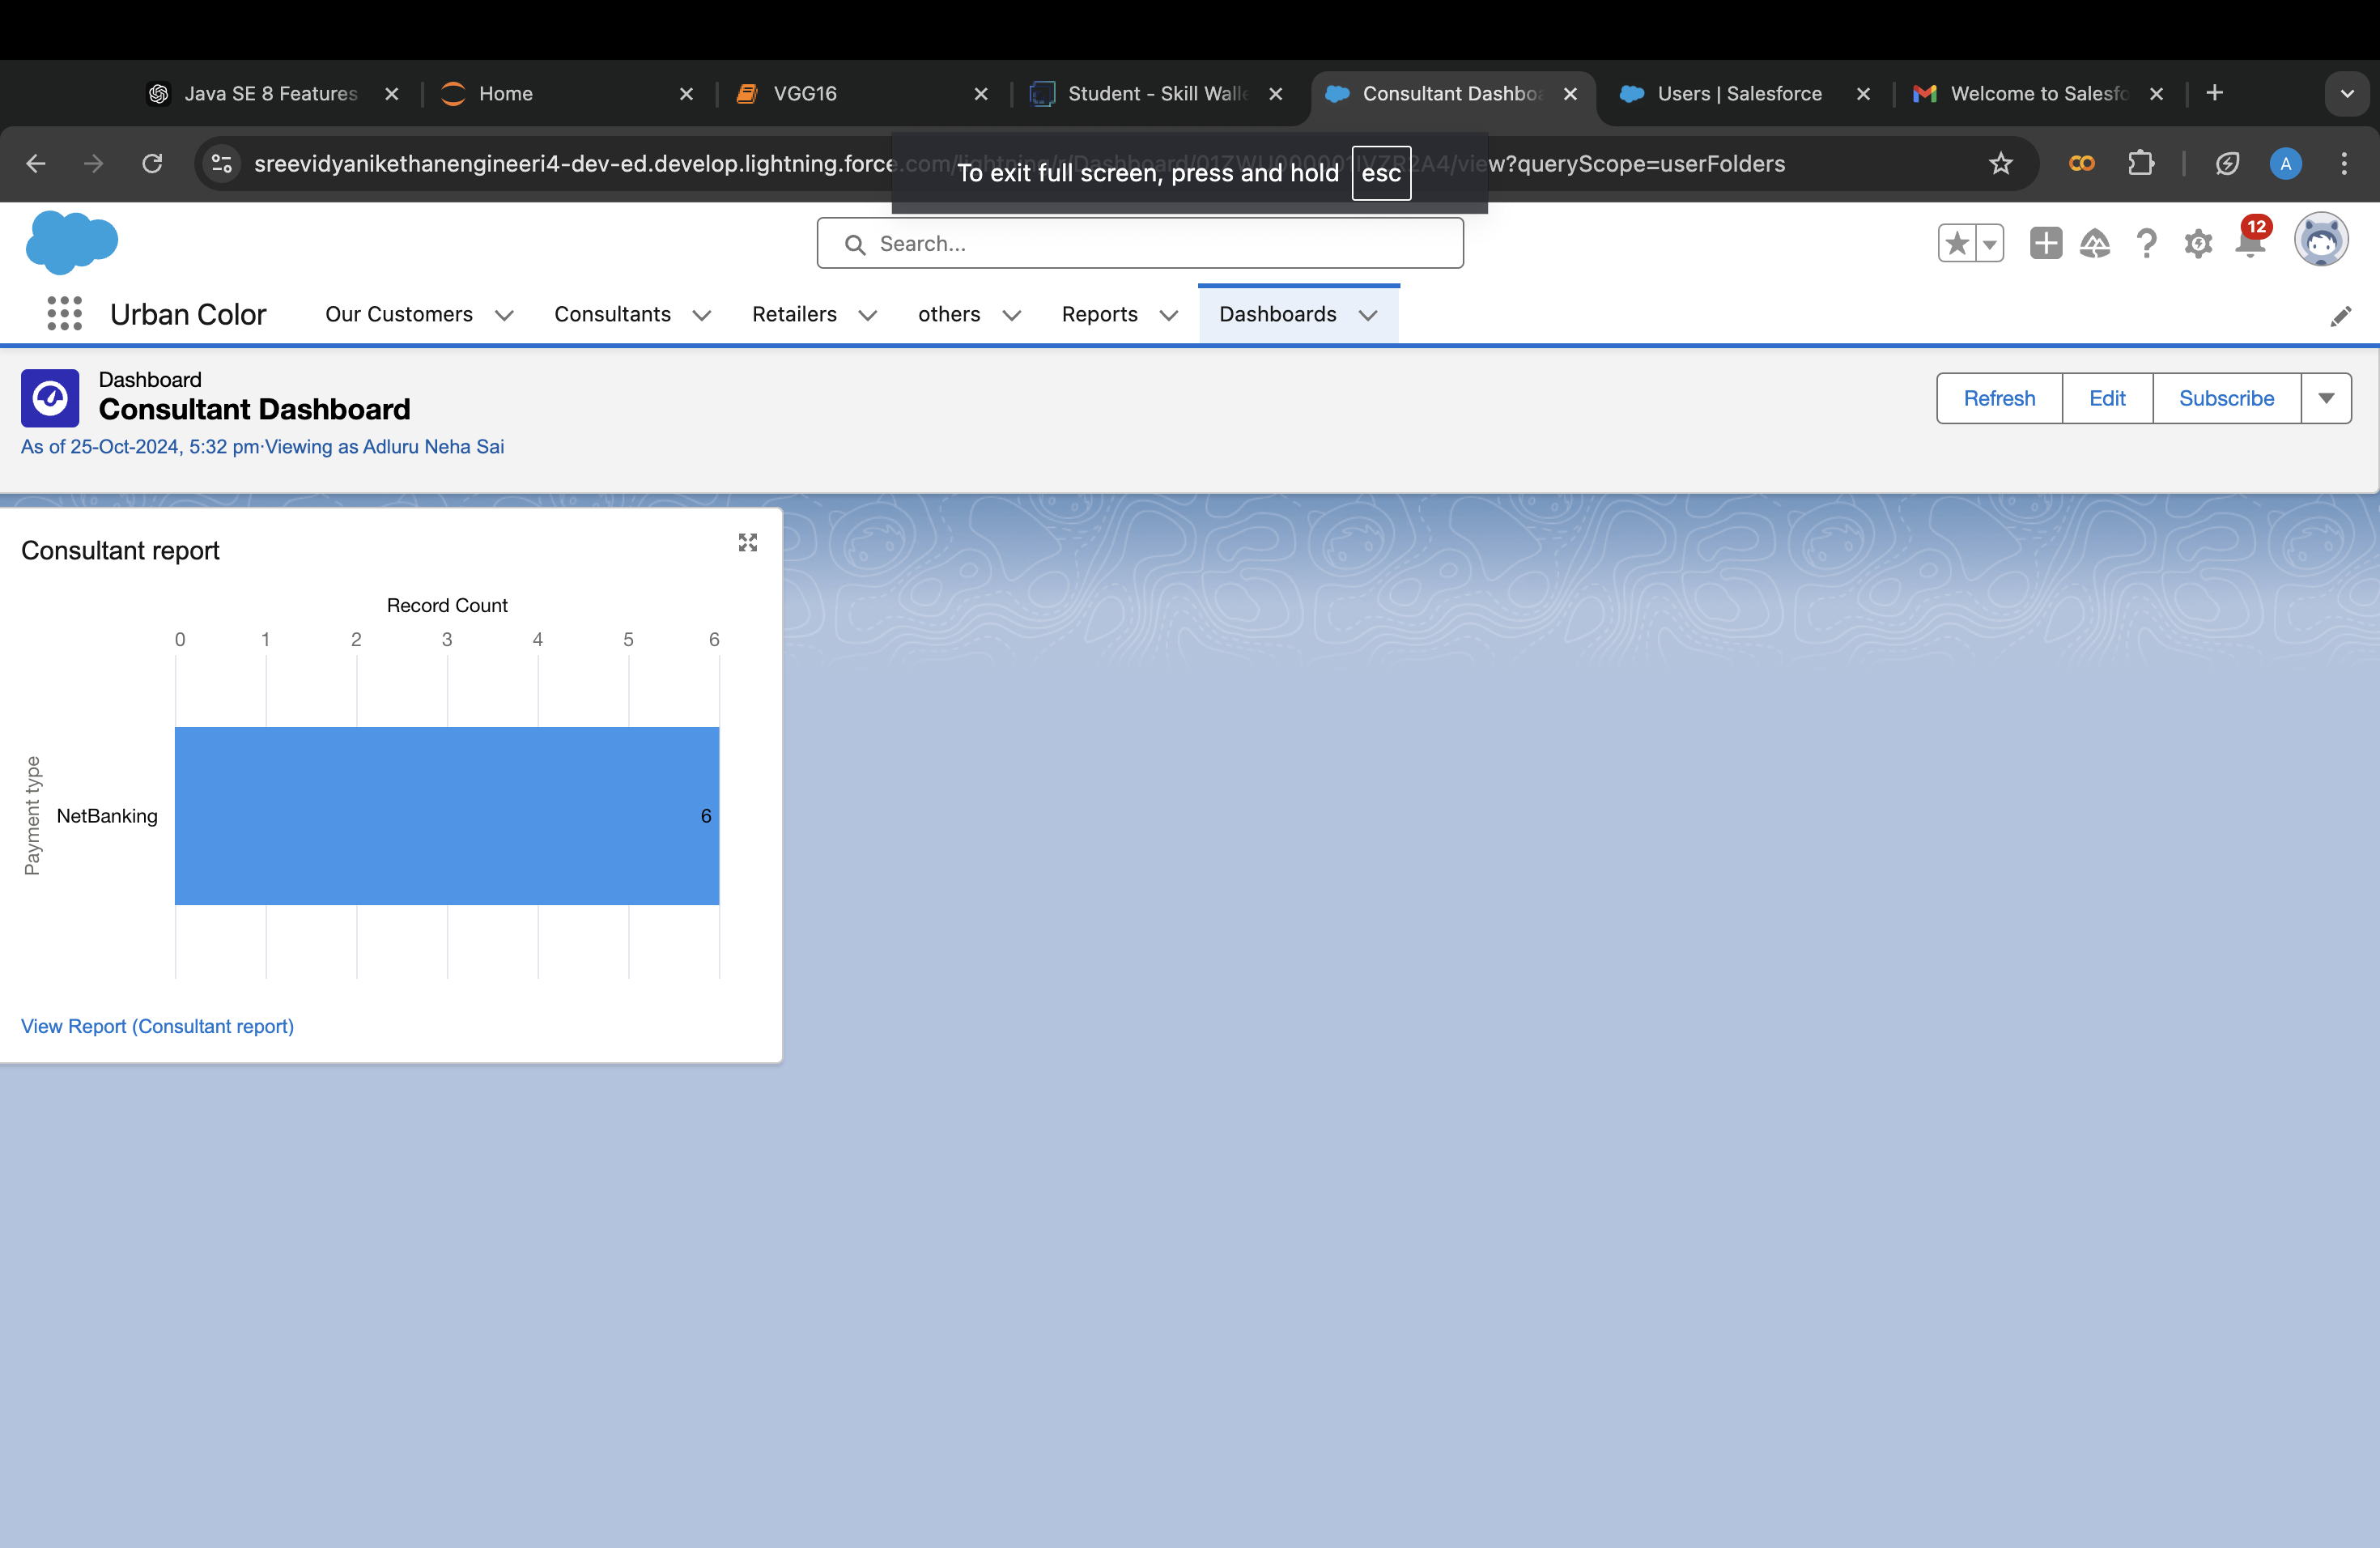 Java SE 8 Features
Home
VGG16
Student - Skill Walle
Consultant Dashboa
Users | Salesforce
Welcome to Salesfo
sreevidyanikethanengineeri4-dev-ed.develop.lightning.force.com/lightning/r/Dashboard/view?queryScope=userFolders
A
To exit full screen, press and hold esc
Search...
12
Urban Color
Our Customers
Consultants
Retailers
others
Reports
Dashboards
Dashboard
Consultant Dashboard
As of 25-Oct-2024, 5:32 pm·Viewing as Adluru Neha Sai
Refresh
Edit
Subscribe
Consultant report
Record Count
0 1 2 3 4 5 6
Payment type
NetBanking
6
View Report (Consultant report)